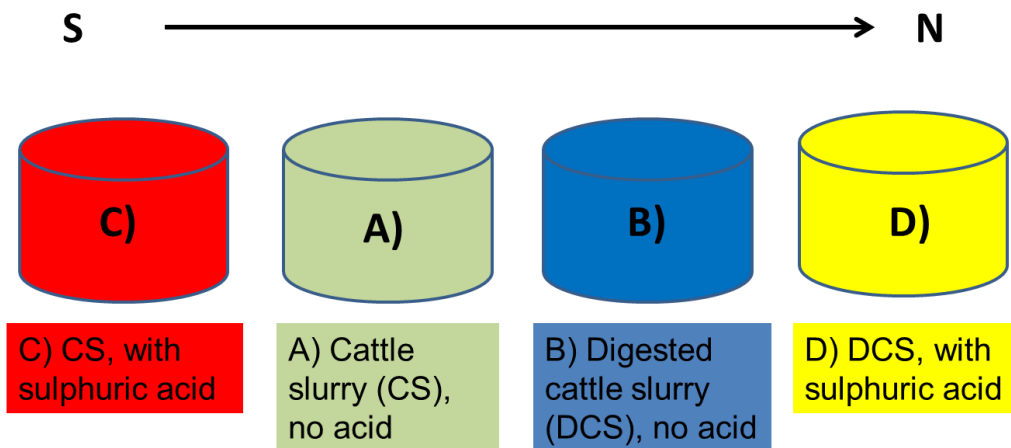 S
N
C)
A)
B)
D)
C) CS, with
sulphuric acid
A) Cattle
slurry (CS),
no acid
B) Digested
cattle slurry
(DCS), no acid
D) DCS, with
sulphuric acid